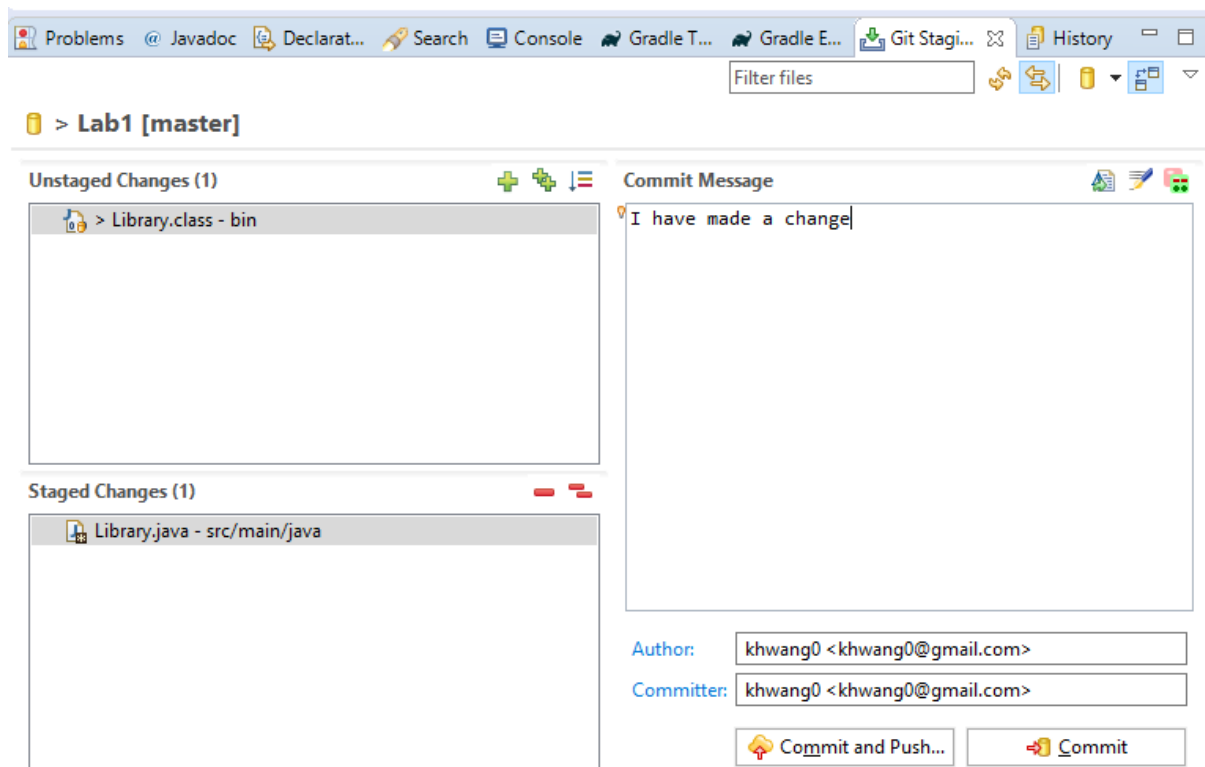 Problems @ Javadoc Declarat... Search Console Gradle T... Gradle E... Git Stagi... History
Filter files
> Lab1 [master]
Unstaged Changes (1)
> Library.class - bin
Staged Changes (1)
Library.java - src/main/java
Commit Message
I have made a change
Author: khwang0 <khwang0@gmail.com>
Committer: khwang0 <khwang0@gmail.com>
Commit and Push... Commit